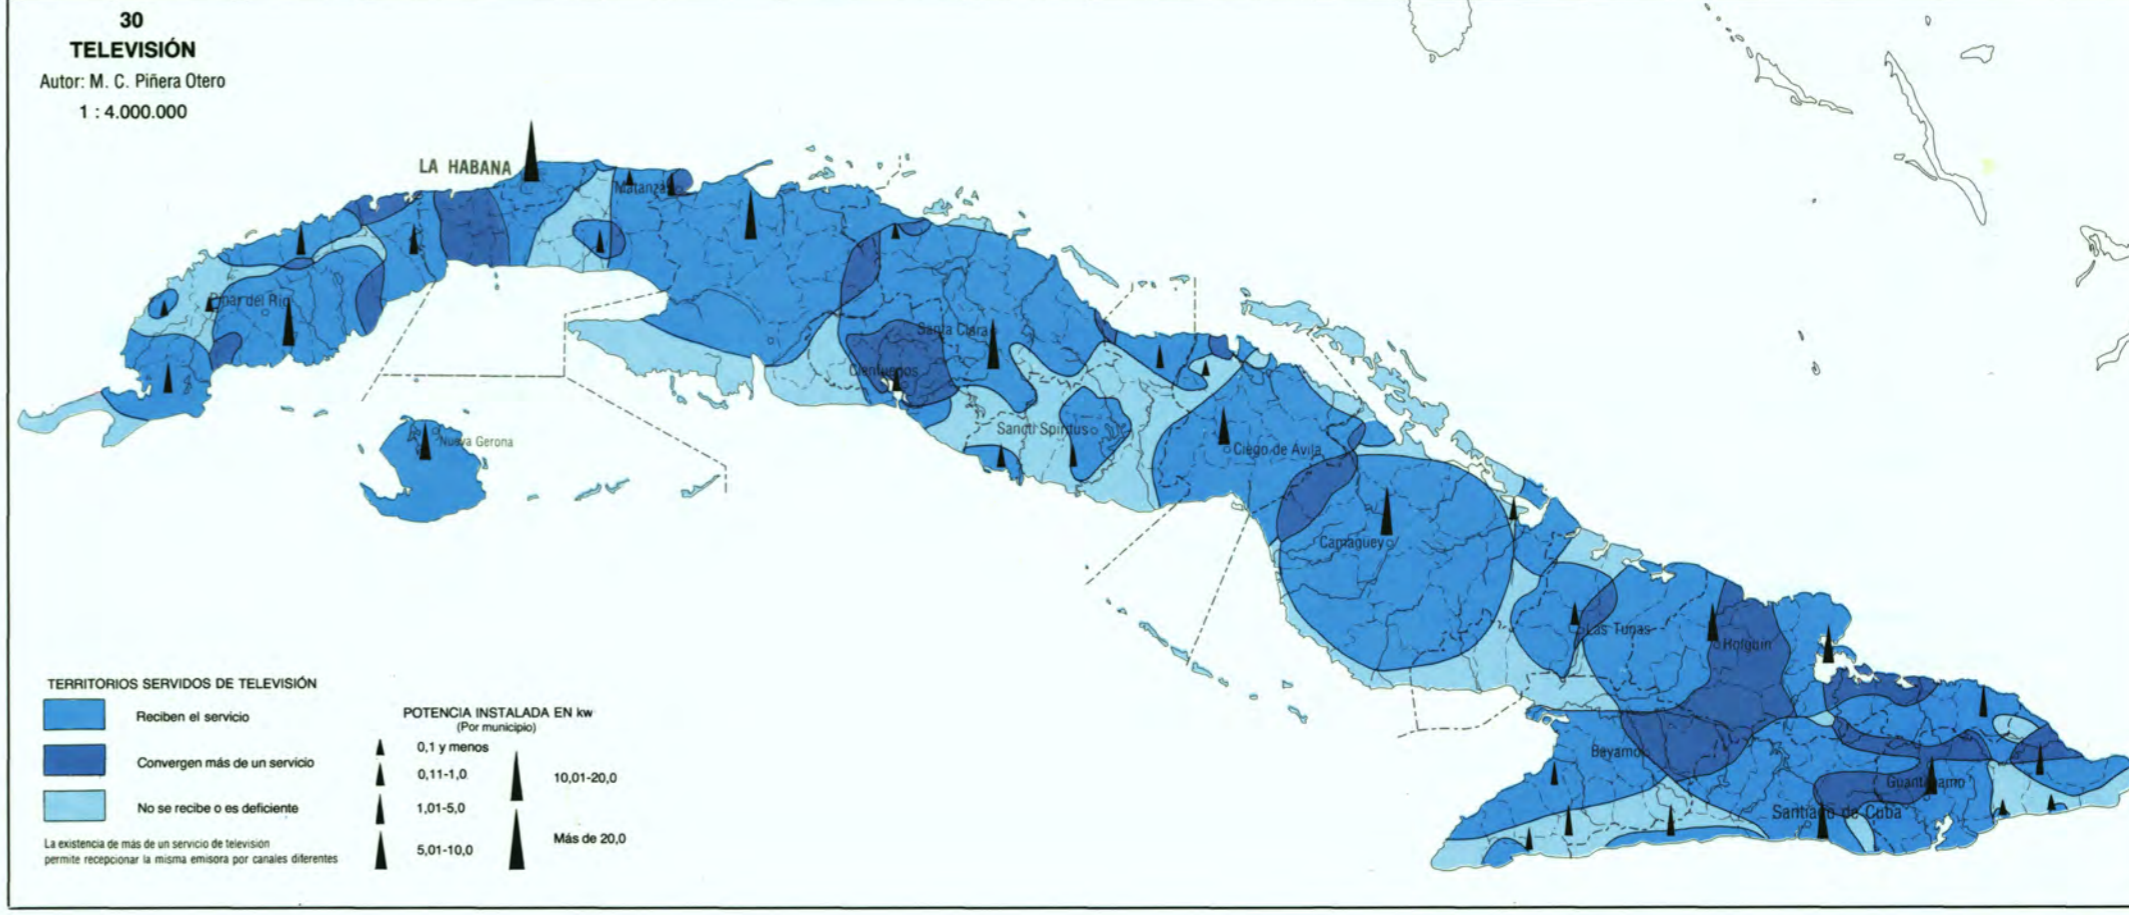 30
TELEVISIÓN
Autor: M. C. Piñera Otero
1 : 4.000.000
LA HABANA
Matanzas
Pinar del Río
Nueva Gerona
Santa Clara
Cienfuegos
Sancti Spíritus
Ciego de Avila
Camagüey
Las Tunas
Holguín
Bayamo
Guantánamo
Santiago de Cuba
TERRITORIOS SERVIDOS DE TELEVISIÓN
Reciben el servicio
Convergen más de un servicio
No se recibe o es deficiente
La existencia de más de un servicio de televisión
permite recepcionar la misma emisora por canales diferentes
POTENCIA INSTALADA EN kw
(Por municipio)
0,1 y menos
0,11-1,0
1,01-5,0
5,01-10,0
10,01-20,0
Más de 20,0